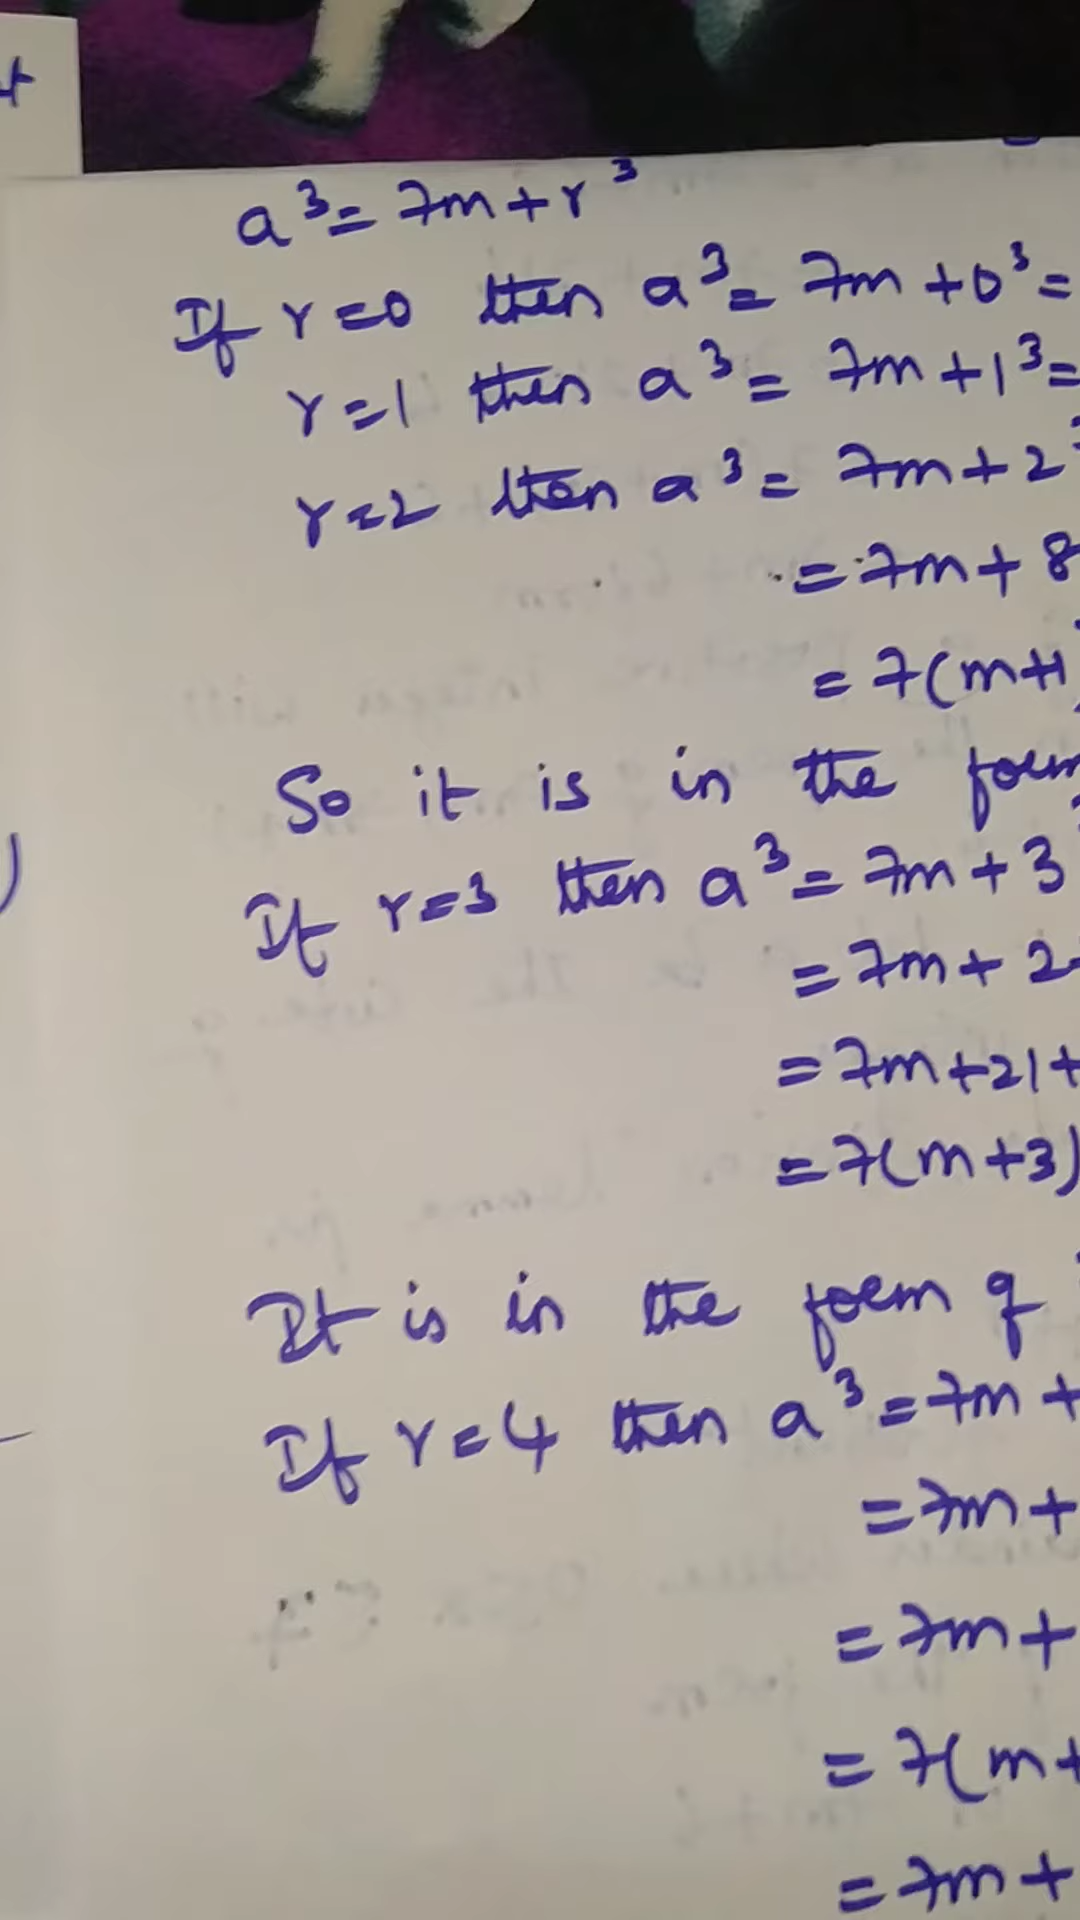 a³ = 7m + r³
If r=0 then a³ = 7m + 0³ =
r=1 then a³ = 7m + 1³ =
r=2 then a³ = 7m + 2³
= 7m + 8
= 7(m+1)
So it is in the form
If r=3 then a³ = 7m + 3
= 7m + 2
= 7m+21+
= 7(m+3)
It is in the form of
If r=4 then a³ = 7m +
= 7m +
= 7m +
= 7(m+
= 7m +